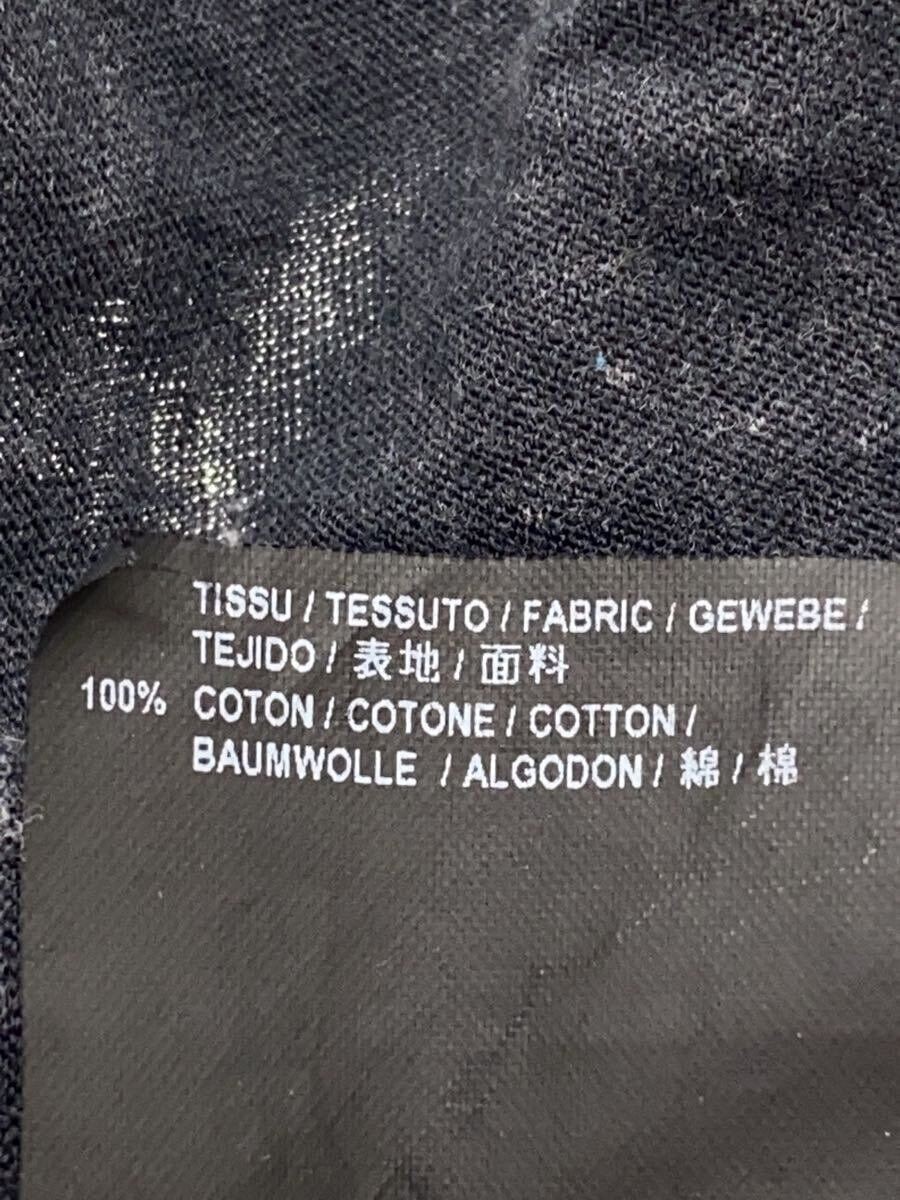 TISSU / TESSUTO / FABRIC / GEWEBE /
TEJIDO / 表地 / 面料
100% COTON / COTONE / COTTON /
BAUMWOLLE / ALGODON / 綿 / 棉